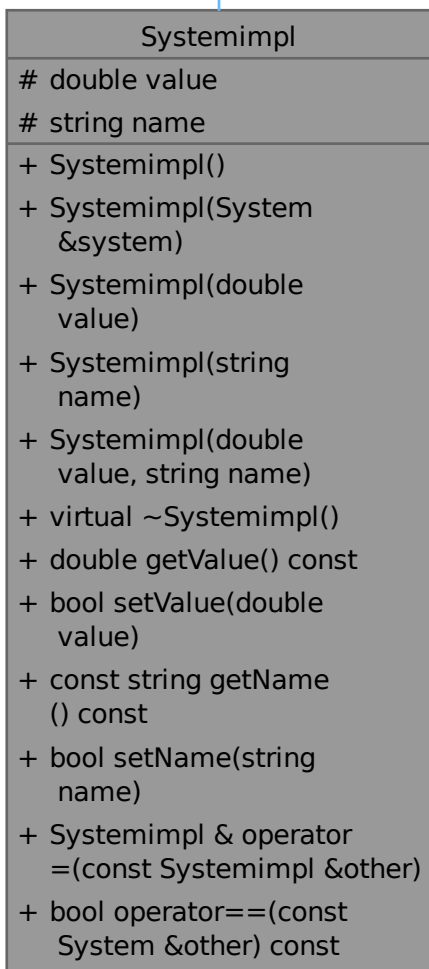 Systemimpl
# double value
# string name
+ Systemimpl()
+ Systemimpl(System
&system)
+ Systemimpl(double
value)
+ Systemimpl(string
name)
+ Systemimpl(double
value, string name)
+ virtual ~Systemimpl()
+ double getValue() const
+ bool setValue(double
value)
+ const string getName
() const
+ bool setName(string
name)
+ Systemimpl & operator
=(const Systemimpl &other)
+ bool operator==(const
System &other) const